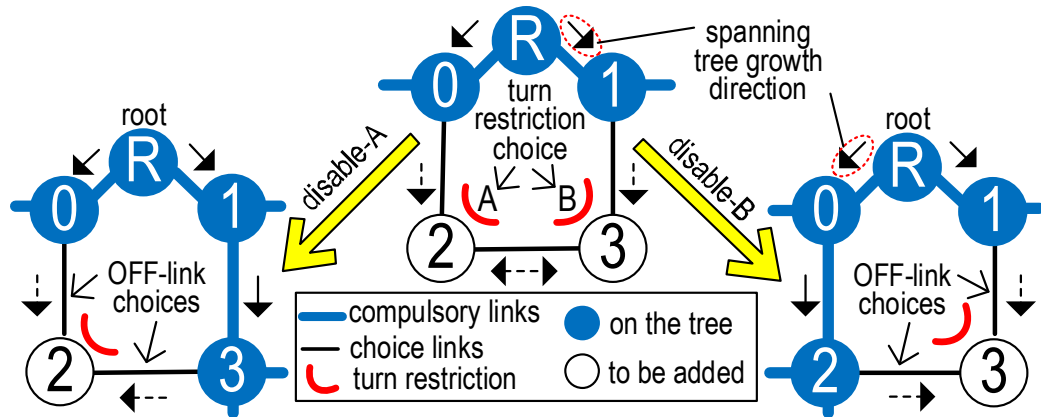 R
0
1
turn
restriction
choice
A
B
2
3
spanning
tree growth
direction
disable-A
disable-B
root
R
0
1
OFF-link
choices
2
3
root
R
0
1
OFF-link
choices
2
3
compulsory links
choice links
turn restriction
on the tree
to be added